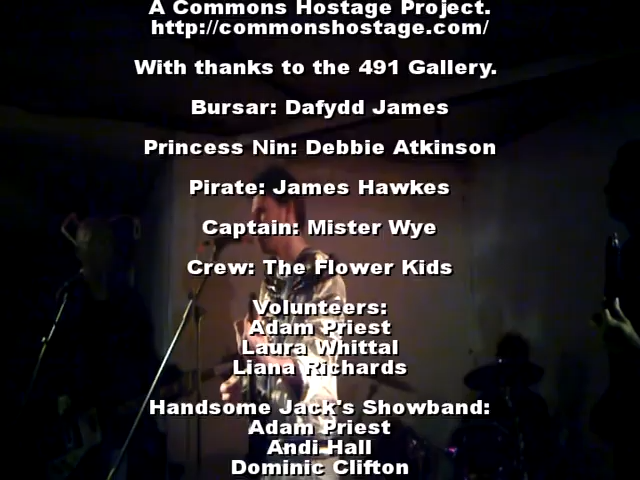 A Commons Hostage Project.
http://commonshostage.com/
With thanks to the 491 Gallery.
Bursar: Dafydd James
Princess Nin: Debbie Atkinson
Pirate: James Hawkes
Captain: Mister Wye
Crew: The Flower Kids
Volunteers:
Adam Priest
Laura Whittal
Liana Richards
Handsome Jack's Showband:
Adam Priest
Andi Hall
Dominic Clifton